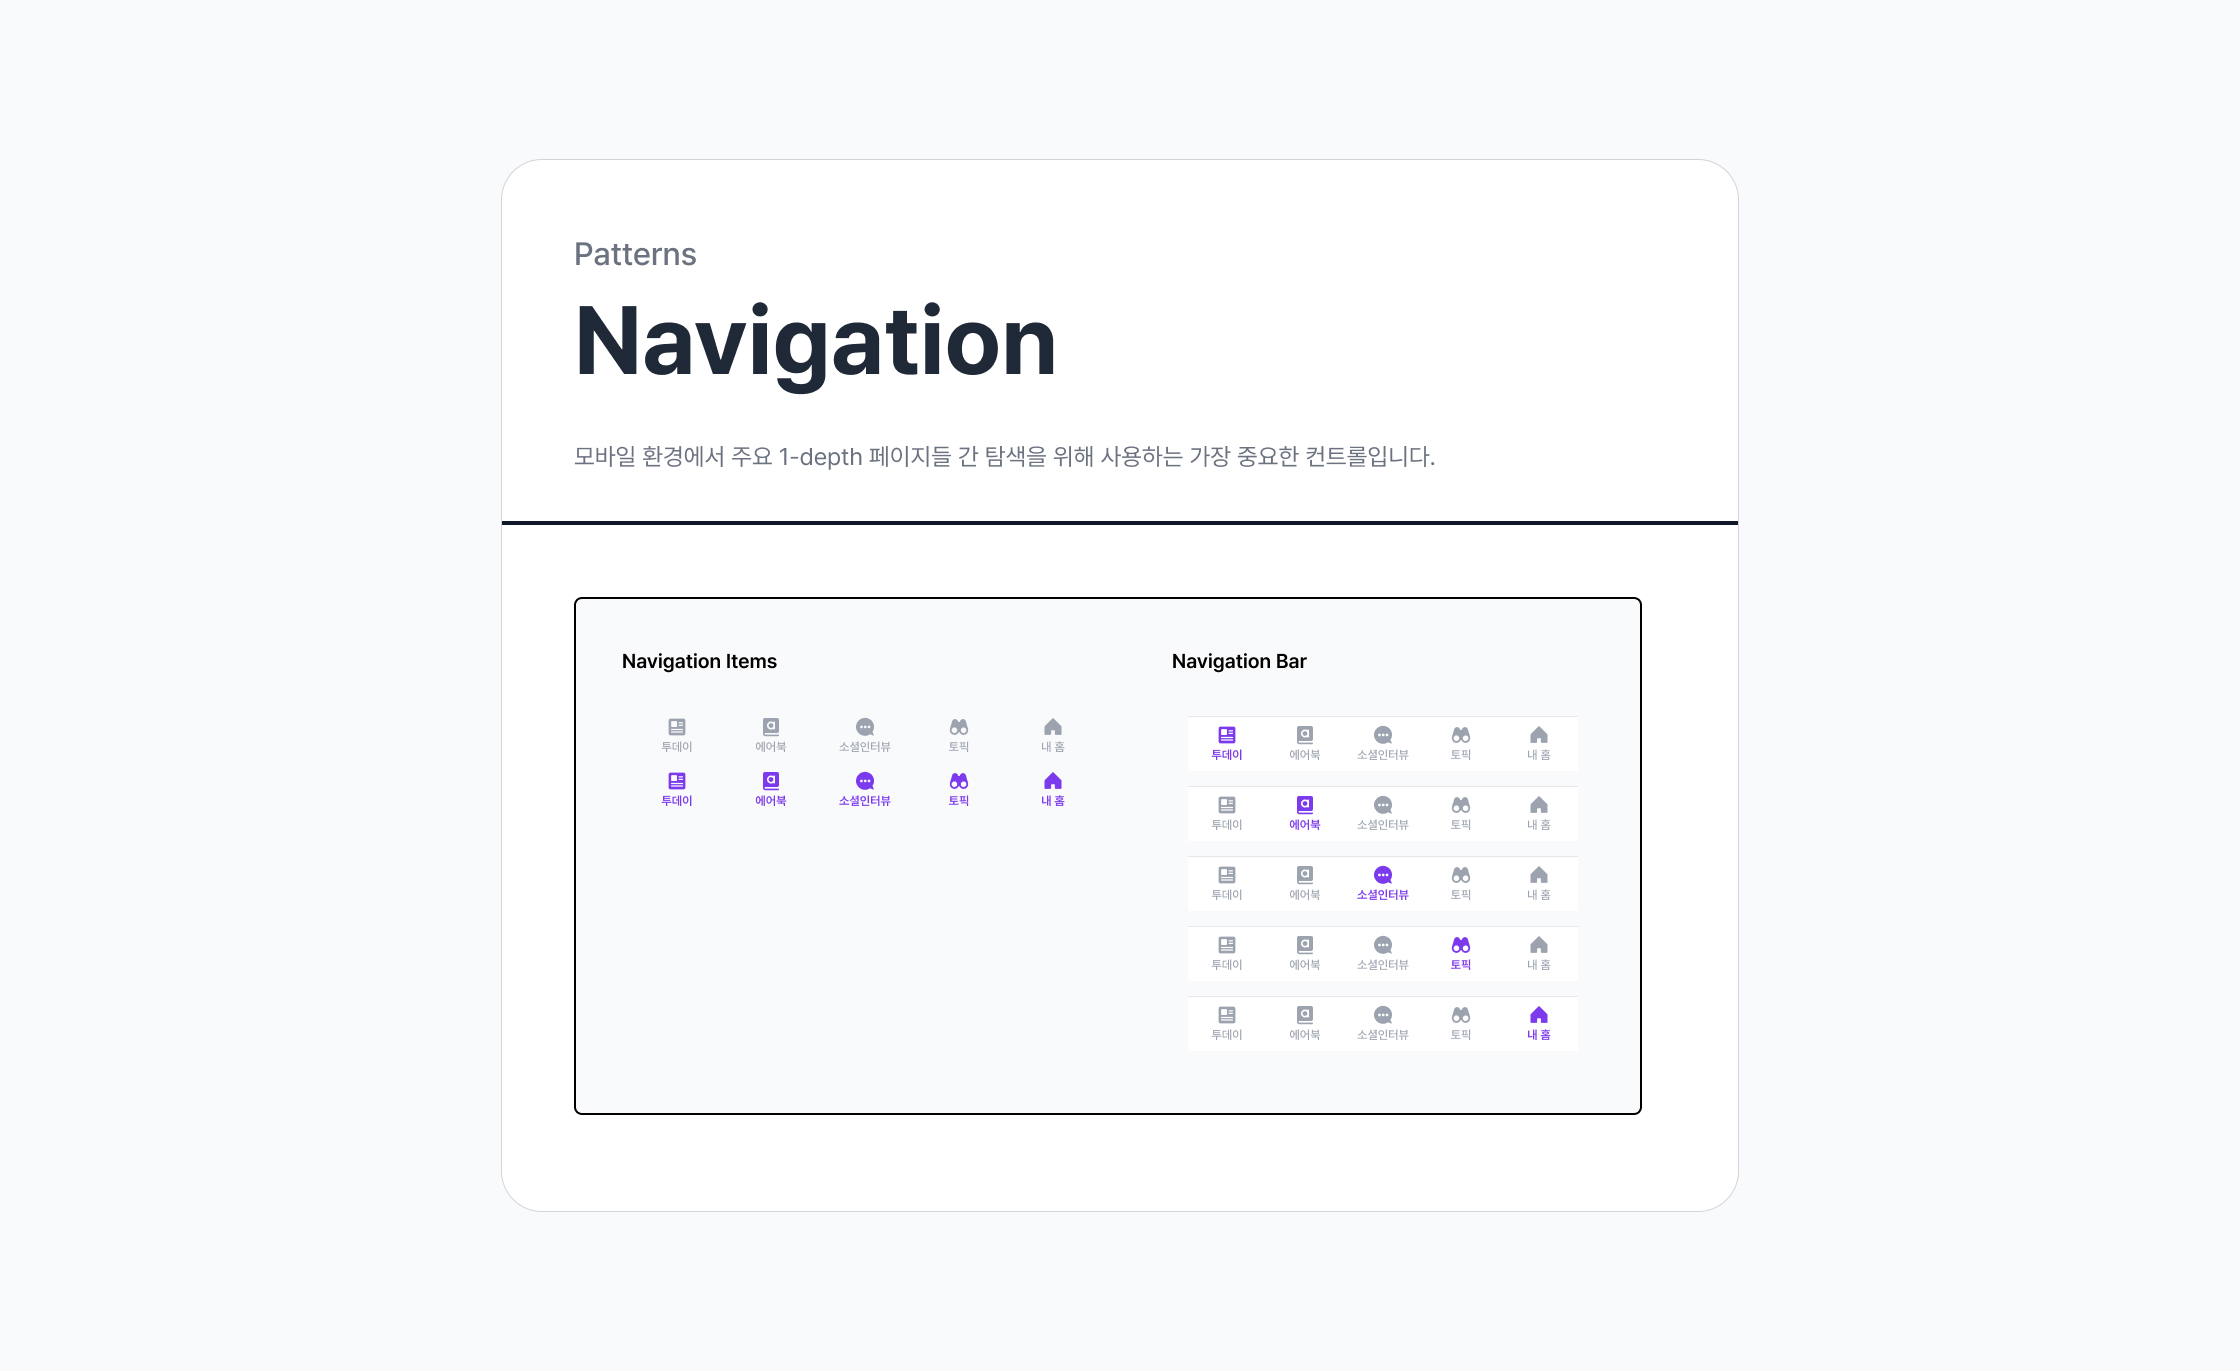 Patterns
Navigation
모바일 환경에서 주요 1-depth 페이지들 간 탐색을 위해 사용하는 가장 중요한 컨트롤입니다.
Navigation Items
투데이 에어북 소셜인터뷰 토픽 내 홈
투데이 에어북 소셜인터뷰 토픽 내 홈
Navigation Bar
투데이 에어북 소셜인터뷰 토픽 내 홈
투데이 에어북 소셜인터뷰 토픽 내 홈
투데이 에어북 소셜인터뷰 토픽 내 홈
투데이 에어북 소셜인터뷰 토픽 내 홈
투데이 에어북 소셜인터뷰 토픽 내 홈